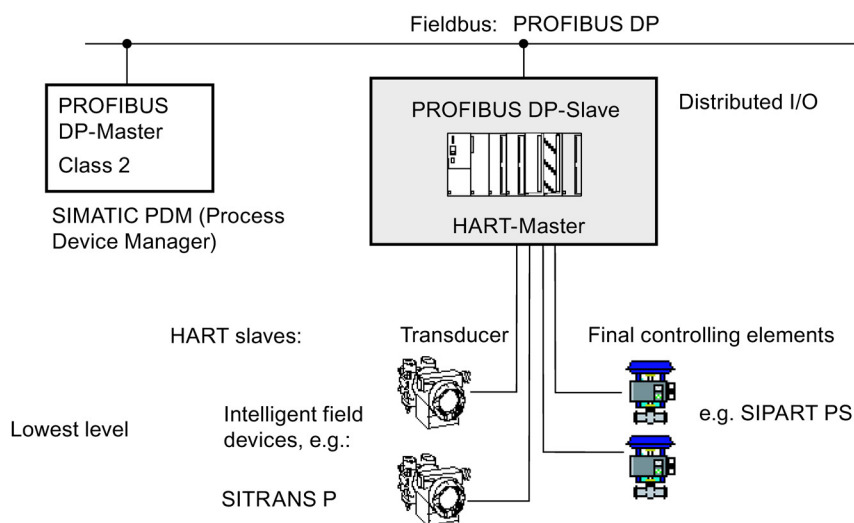 Fieldbus: PROFIBUS DP
PROFIBUS
DP-Master
Class 2
SIMATIC PDM (Process
Device Manager)
PROFIBUS DP-Slave
HART-Master
Distributed I/O
HART slaves:
Transducer
Final controlling elements
Lowest level
Intelligent field
devices, e.g.:
SITRANS P
e.g. SIPART PS